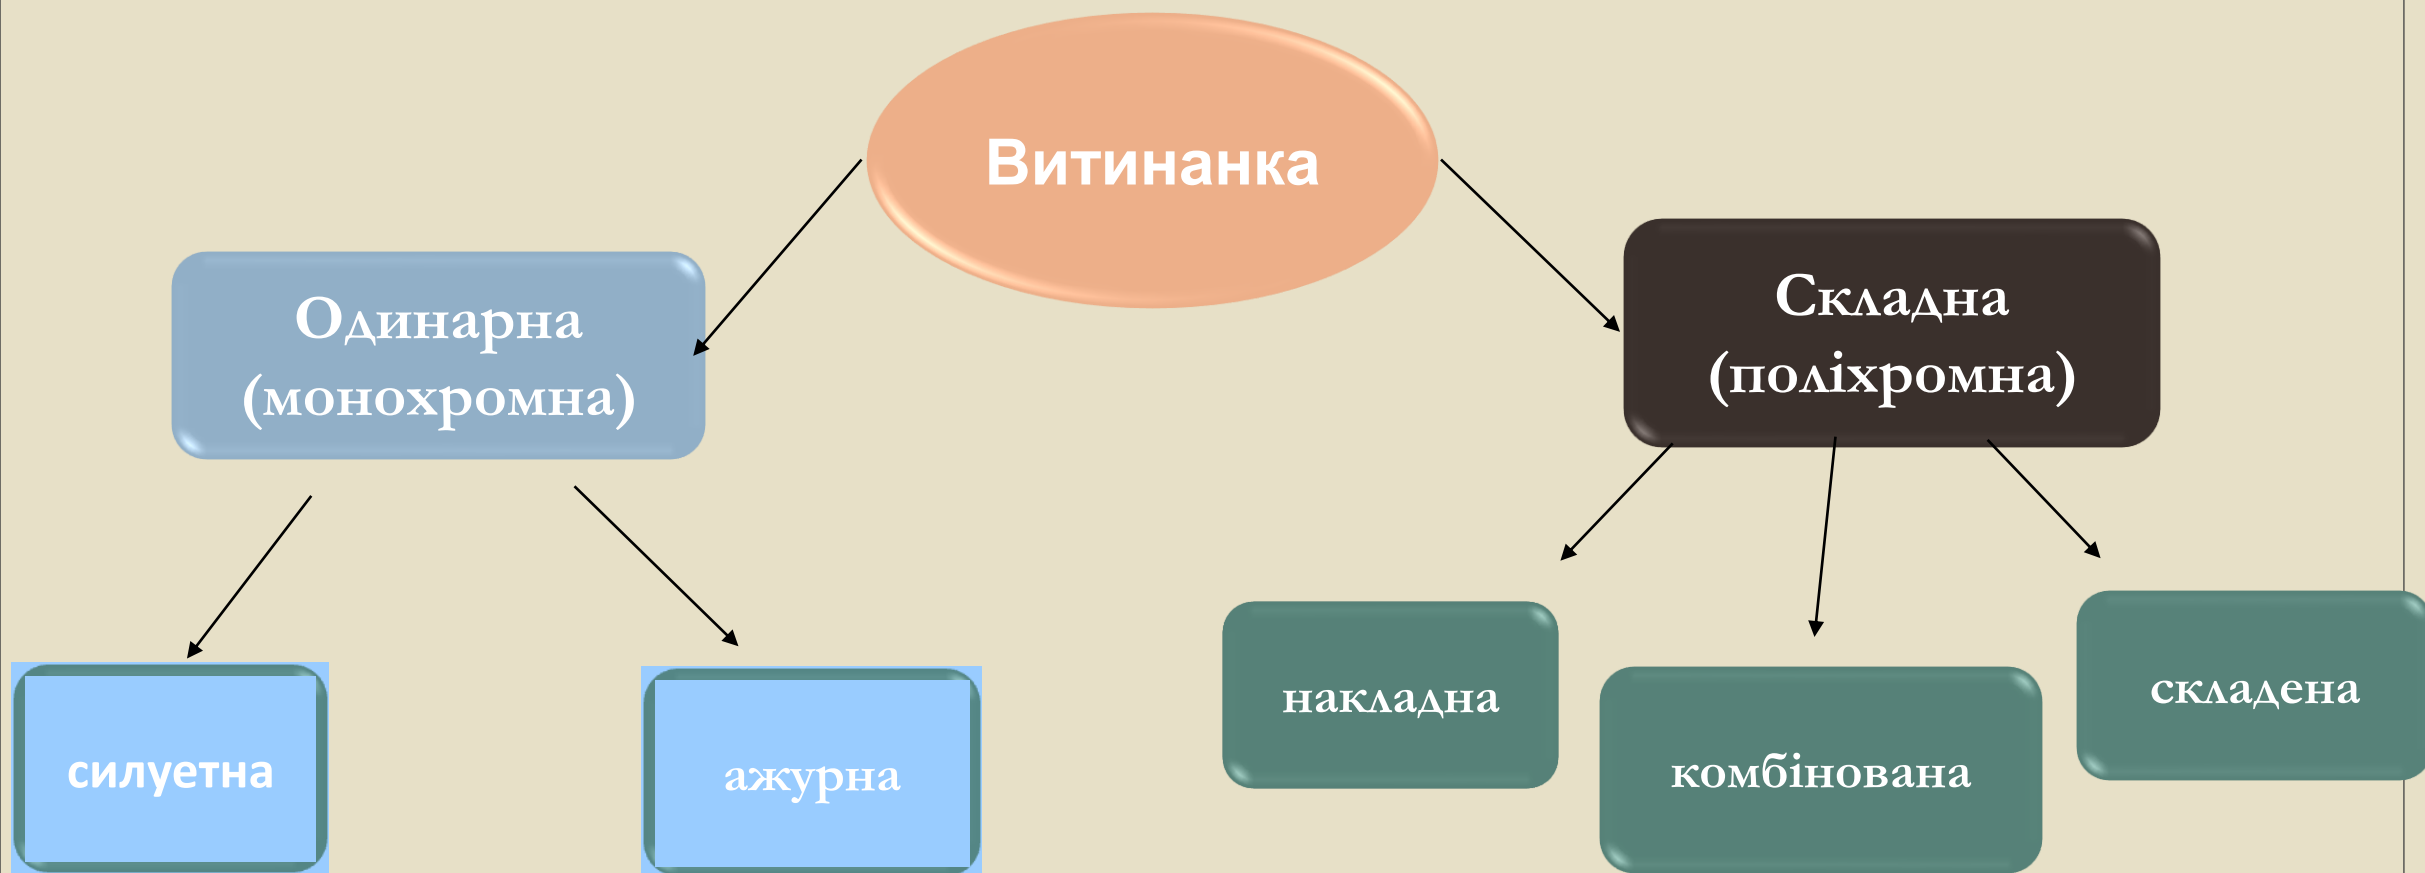 Витинанка
Одинарна
(монохромна)
Складна
(поліхромна)
силуетна
ажурна
накладна
комбінована
складена